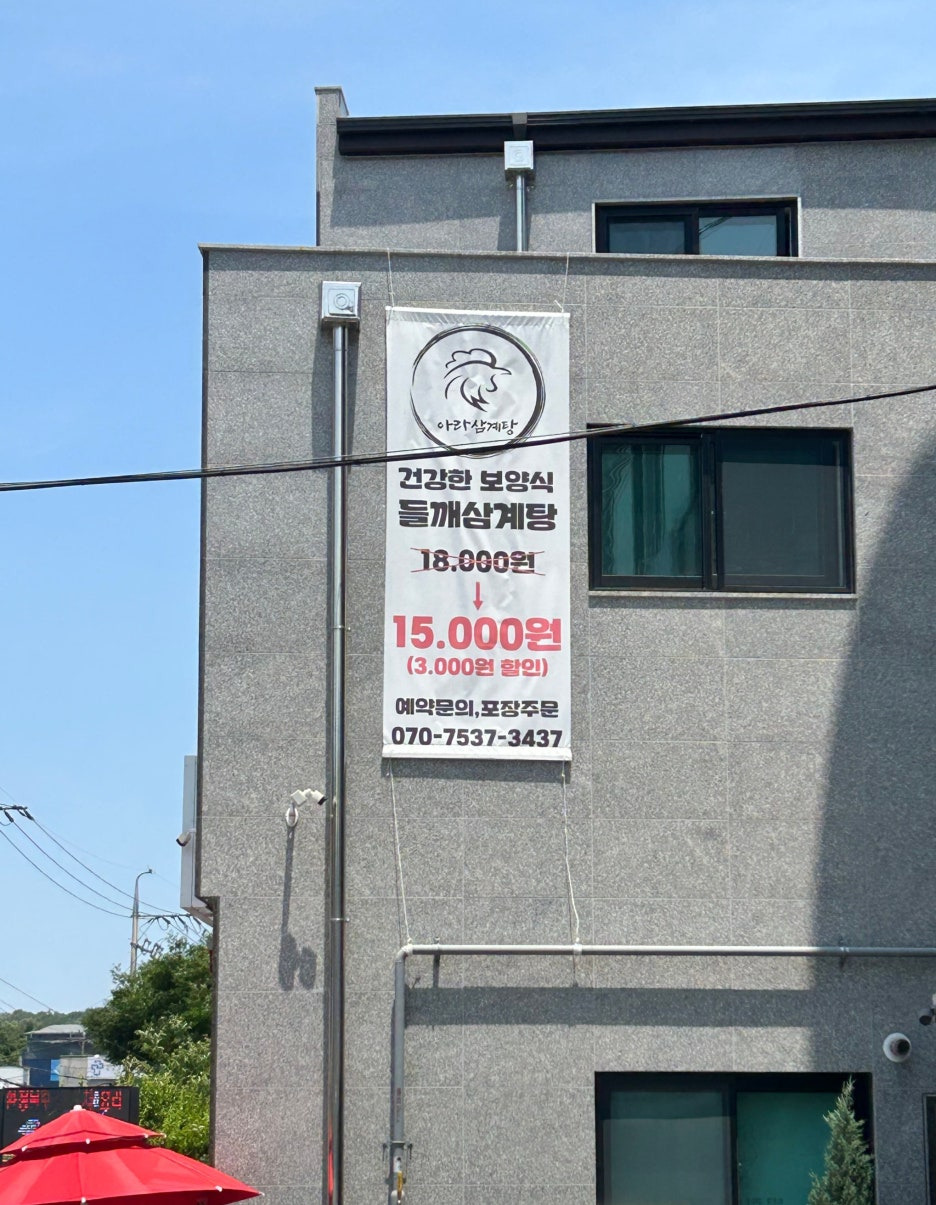 아라삼계탕
건강한 보양식
들깨삼계탕
18.000원
↓
15.000원
(3.000원 할인)
예약문의,포장주문
070-7537-3437